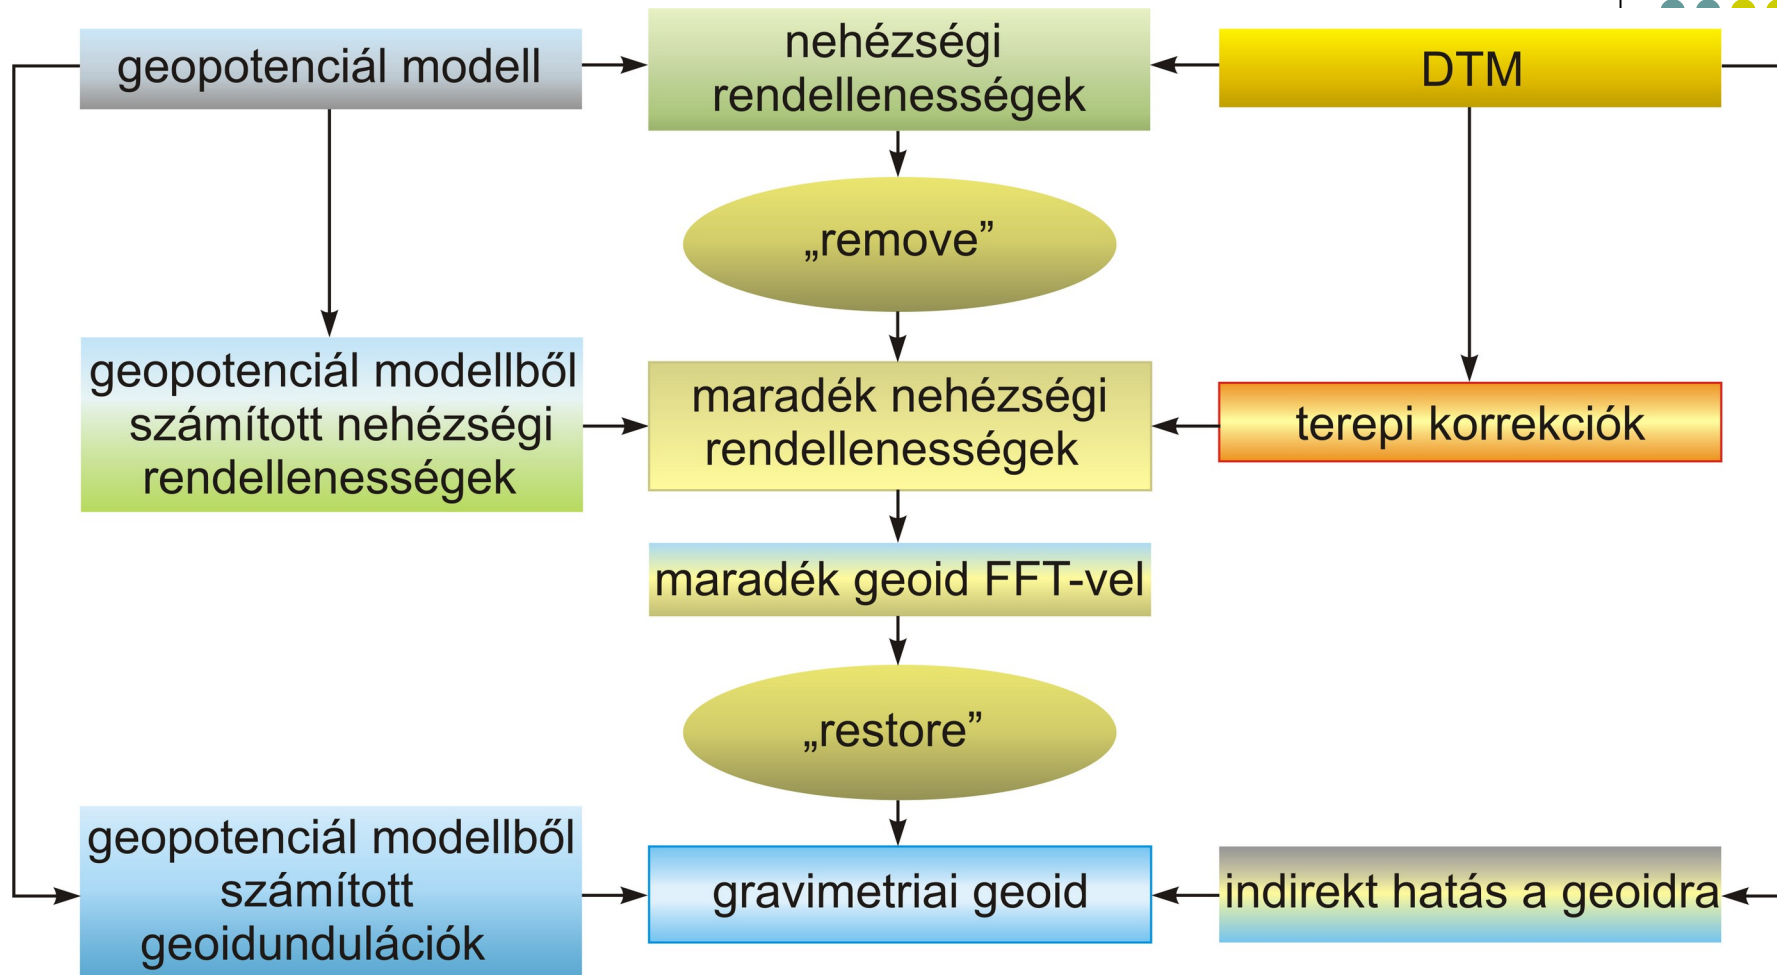 geopotenciál modell
nehézségi
rendellenességek
DTM
„remove”
geopotenciál modellből
számított nehézségi
rendellenességek
maradék nehézségi
rendellenességek
terepi korrekciók
maradék geoid FFT-vel
„restore”
geopotenciál modellből
számított
geoidundulációk
gravimetriai geoid
indirekt hatás a geoidra